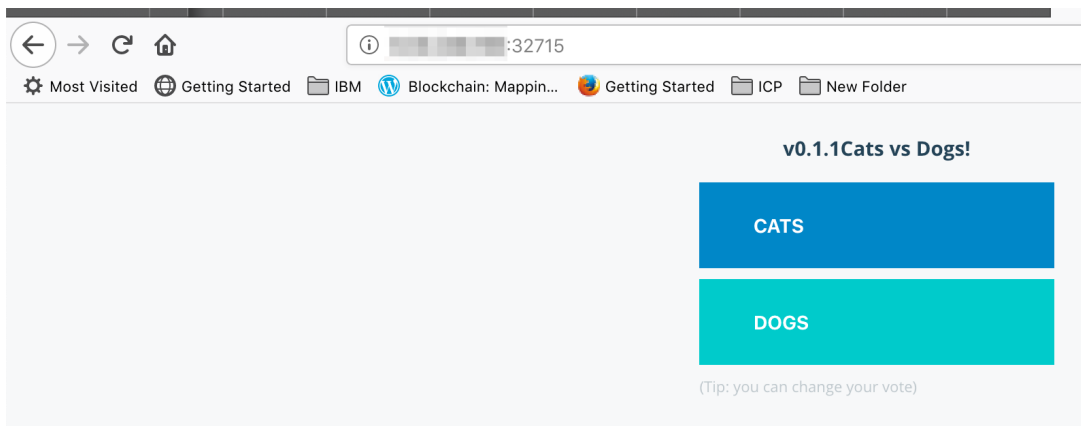 :32715
Most Visited Getting Started IBM Blockchain: Mappin... Getting Started ICP New Folder
v0.1.1Cats vs Dogs!
CATS
DOGS
(Tip: you can change your vote)